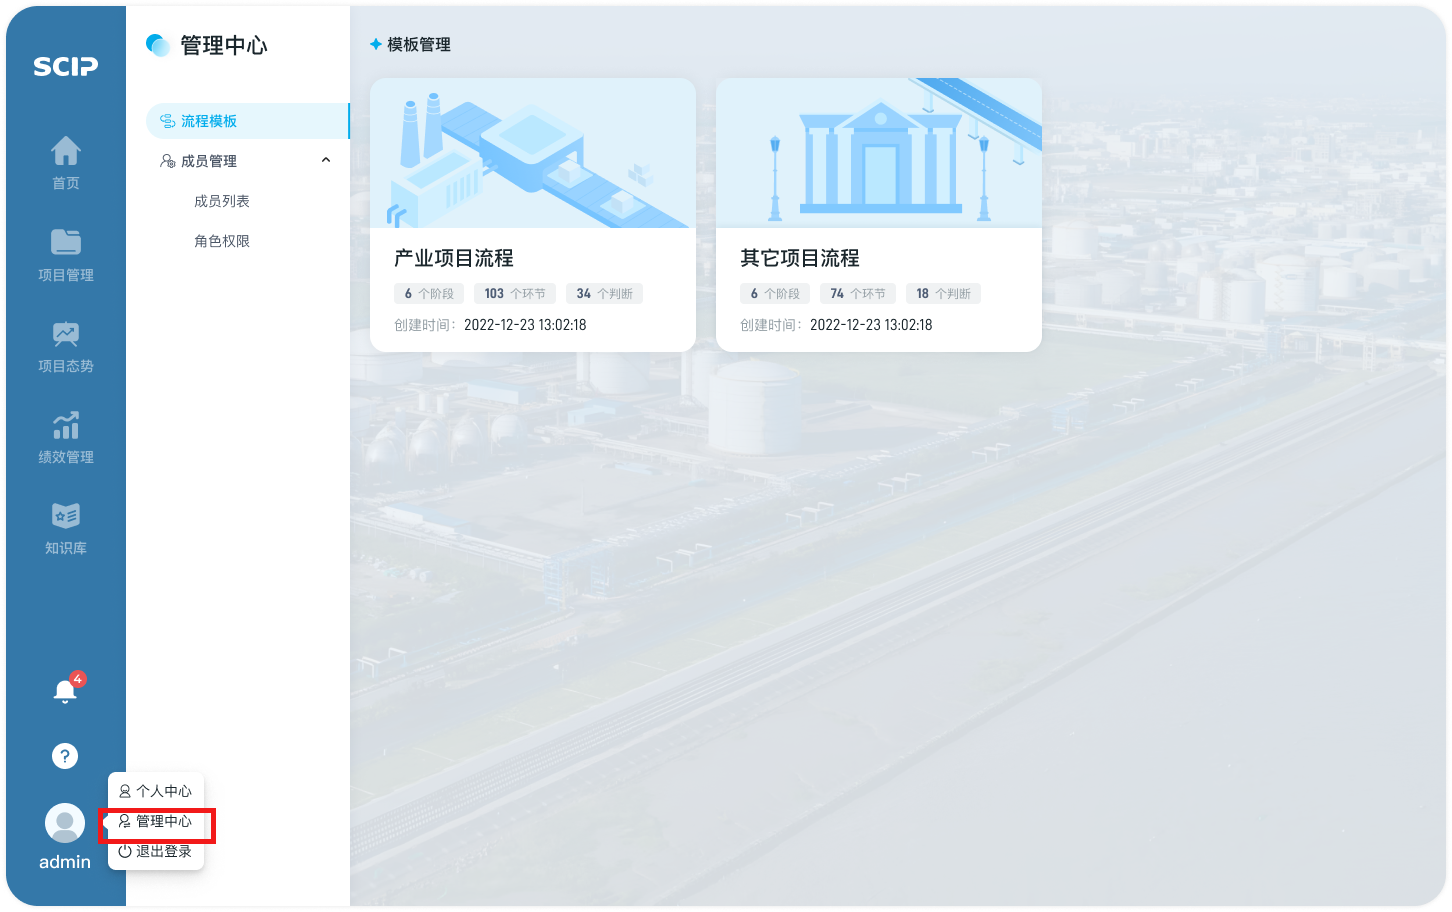 SCIP
首页
项目管理
项目态势
绩效管理
知识库
4
?
admin
个人中心
管理中心
退出登录
管理中心
流程模板
成员管理
成员列表
角色权限
模板管理
产业项目流程
6 个阶段 103 个环节 34 个判断
创建时间： 2022-12-23 13:02:18
其它项目流程
6 个阶段 74 个环节 18 个判断
创建时间： 2022-12-23 13:02:18